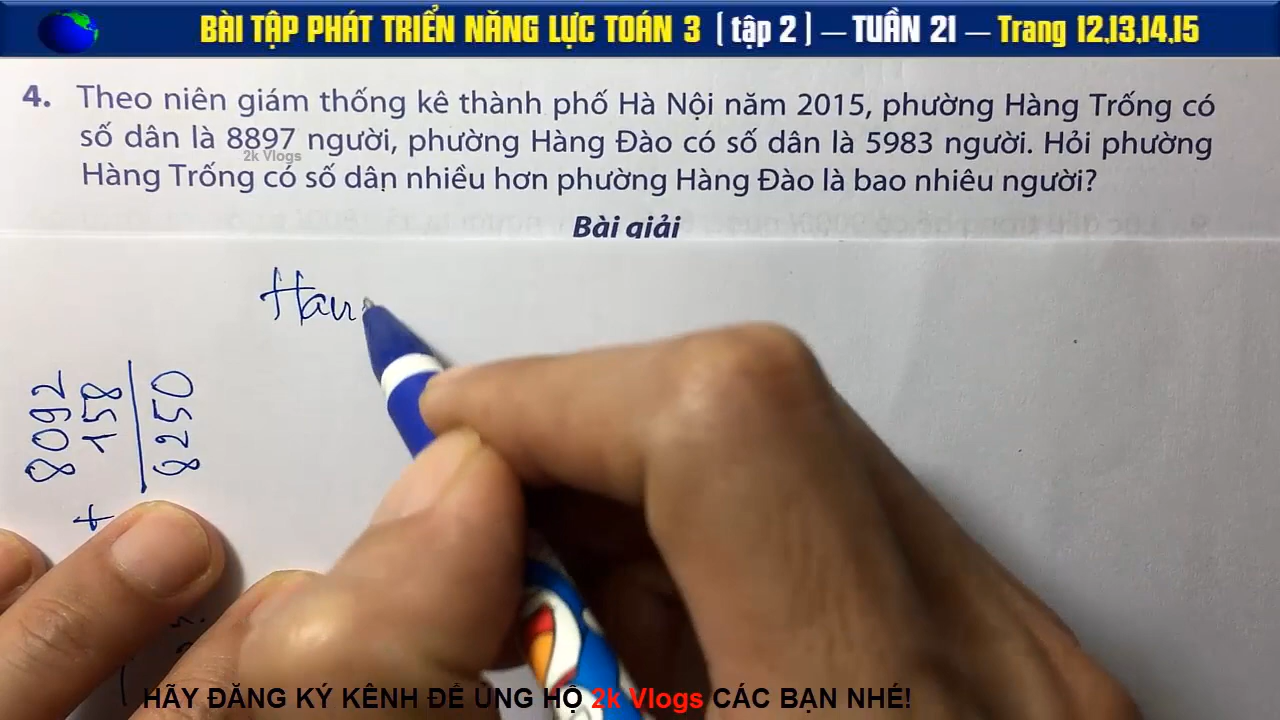 BÀI TẬP PHÁT TRIỂN NĂNG LỰC TOÁN 3 ( tập 2 ) – TUẦN 21 – Trang 12,13,14,15
4. Theo niên giám thống kê thành phố Hà Nội năm 2015, phường Hàng Trống có
số dân là 8897 người, phường Hàng Đào có số dân là 5983 người. Hỏi phường
2k Vlogs
Hàng Trống có số dân nhiều hơn phường Hàng Đào là bao nhiêu người?
Bài giải
Han
8092
+ 158
8250
HÃY ĐĂNG KÝ KÊNH ĐỂ ỦNG HỘ 2k Vlogs CÁC BẠN NHÉ!